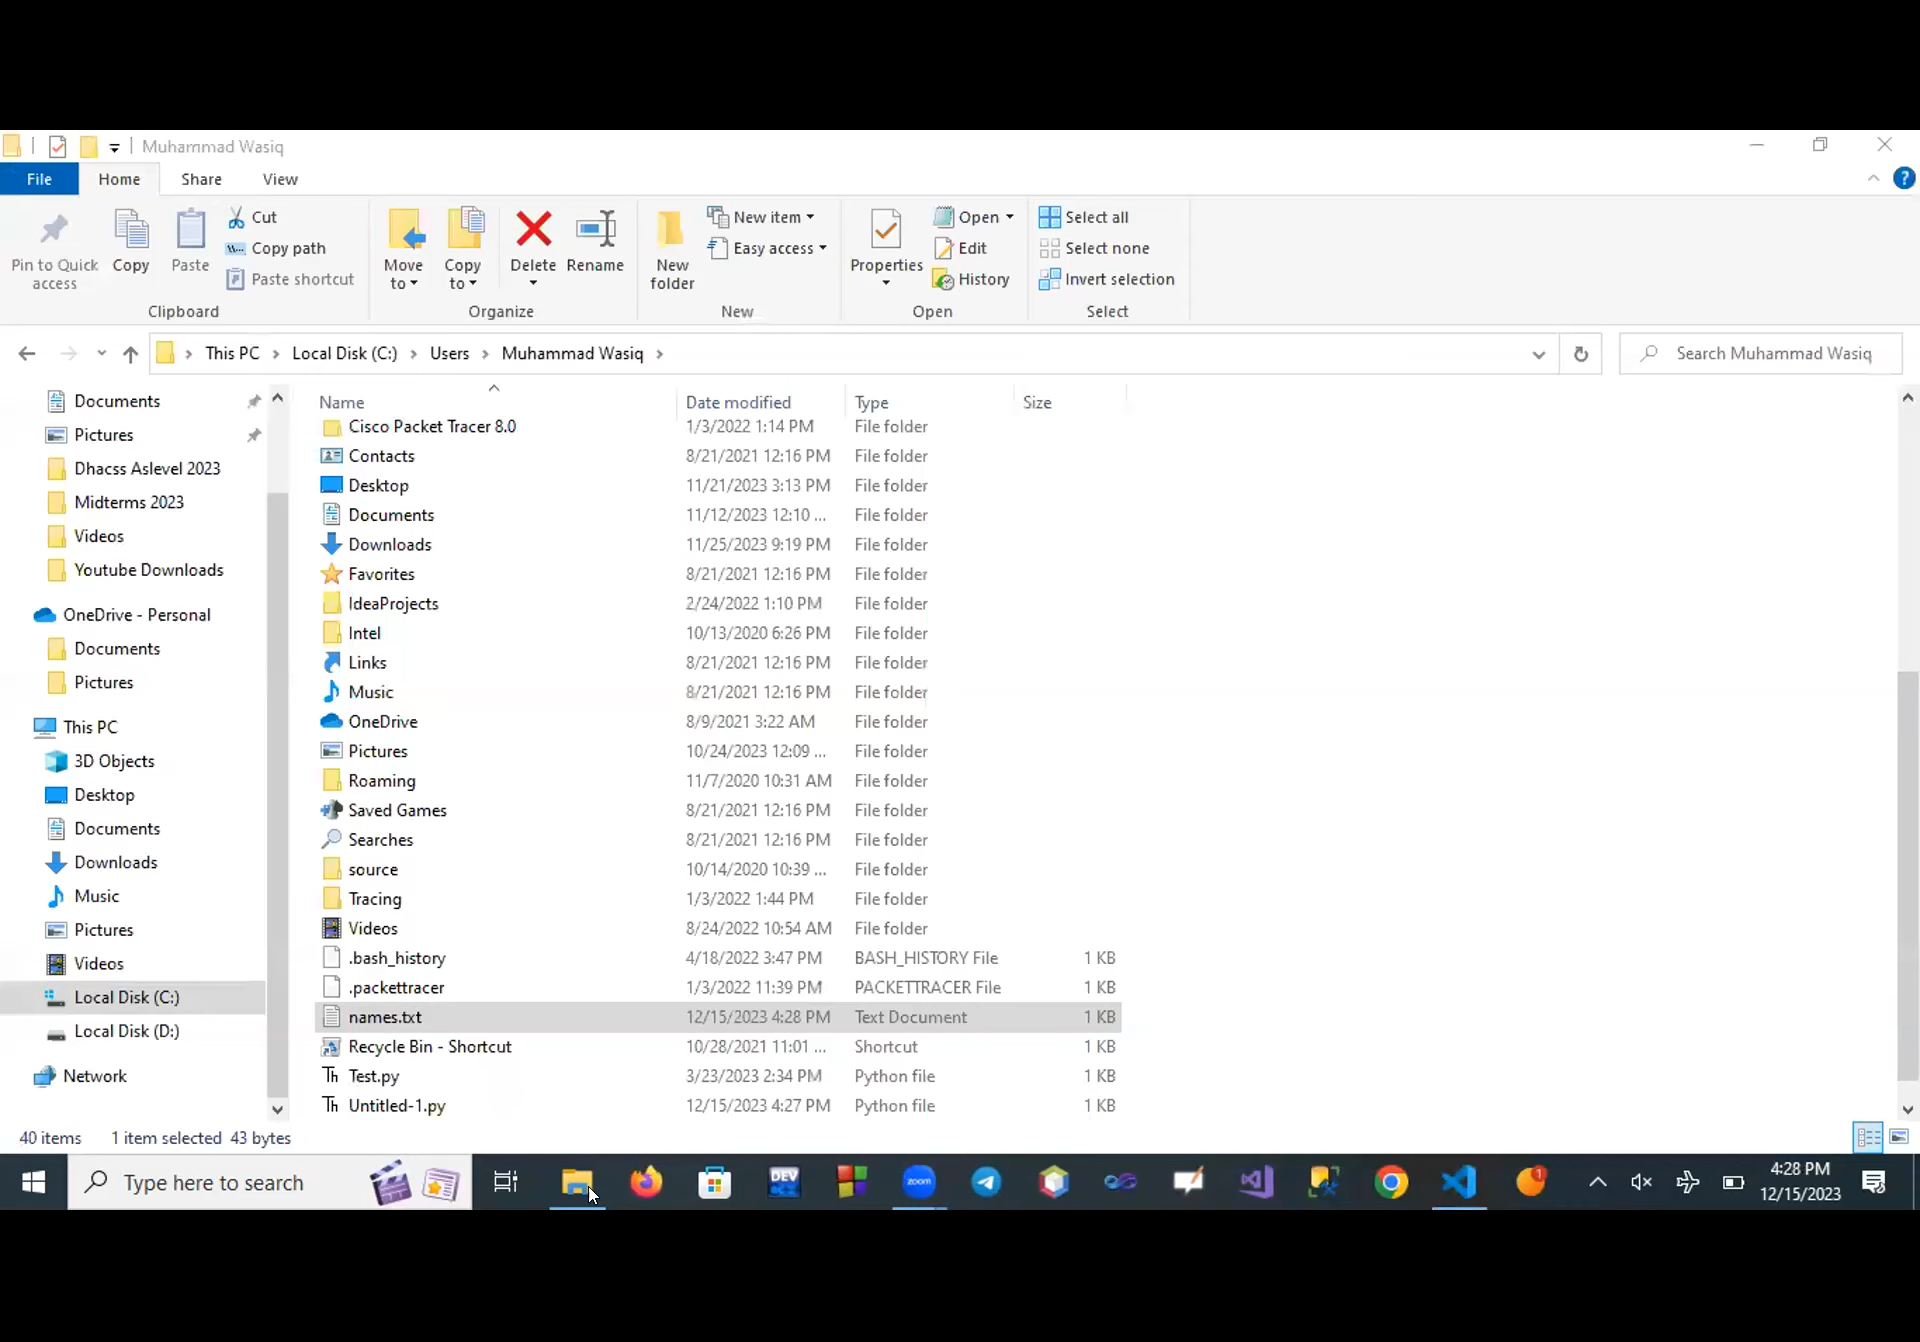 Muhammad Wasiq
File Home Share View
Pin to Quick access
Copy
Paste
Cut
Copy path
Paste shortcut
Clipboard
Move to
Copy to
Delete
Rename
Organize
New folder
New item
Easy access
New
Properties
Open
Edit
History
Open
Select all
Select none
Invert selection
Select
This PC Local Disk (C:) Users Muhammad Wasiq
Search Muhammad Wasiq
Documents
Pictures
Dhacss Aslevel 2023
Midterms 2023
Videos
Youtube Downloads
OneDrive - Personal
Documents
Pictures
This PC
3D Objects
Desktop
Documents
Downloads
Music
Pictures
Videos
Local Disk (C:)
Local Disk (D:)
Network
Name Date modified Type Size
Cisco Packet Tracer 8.0 1/3/2022 1:14 PM File folder
Contacts 8/21/2021 12:16 PM File folder
Desktop 11/21/2023 3:13 PM File folder
Documents 11/12/2023 12:10 ... File folder
Downloads 11/25/2023 9:19 PM File folder
Favorites 8/21/2021 12:16 PM File folder
IdeaProjects 2/24/2022 1:10 PM File folder
Intel 10/13/2020 6:26 PM File folder
Links 8/21/2021 12:16 PM File folder
Music 8/21/2021 12:16 PM File folder
OneDrive 8/9/2021 3:22 AM File folder
Pictures 10/24/2023 12:09 ... File folder
Roaming 11/7/2020 10:31 AM File folder
Saved Games 8/21/2021 12:16 PM File folder
Searches 8/21/2021 12:16 PM File folder
source 10/14/2020 10:39 ... File folder
Tracing 1/3/2022 1:44 PM File folder
Videos 8/24/2022 10:54 AM File folder
.bash_history 4/18/2022 3:47 PM BASH_HISTORY File 1 KB
.packettracer 1/3/2022 11:39 PM PACKETTRACER File 1 KB
names.txt 12/15/2023 4:28 PM Text Document 1 KB
Recycle Bin - Shortcut 10/28/2021 11:01 ... Shortcut 1 KB
Test.py 3/23/2023 2:34 PM Python file 1 KB
Untitled-1.py 12/15/2023 4:27 PM Python file 1 KB
40 items 1 item selected 43 bytes
Type here to search
DEV
zoom
1
4:28 PM
12/15/2023